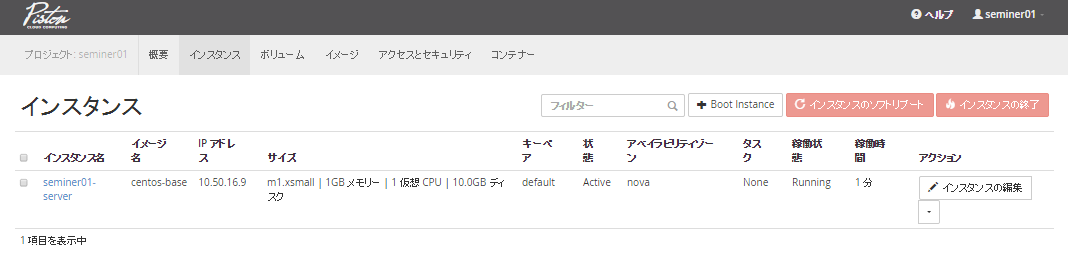 Piston
CLOUD COMPUTING
ヘルプ seminer01
プロジェクト: seminer01 概要 インスタンス ボリューム イメージ アクセスとセキュリティ コンテナー
インスタンス
フィルター + Boot Instance インスタンスのソフトリブート インスタンスの終了
インスタンス名 イメージ名 IP アドレス サイズ キーペア 状態 アベイラビリティゾーン タスク 稼働状態 稼働時間 アクション
seminer01-server centos-base 10.50.16.9 m1.xsmall | 1GB メモリー | 1 仮想 CPU | 10.0GB ディスク default Active nova None Running 1 分 インスタンスの編集
1 項目を表示中